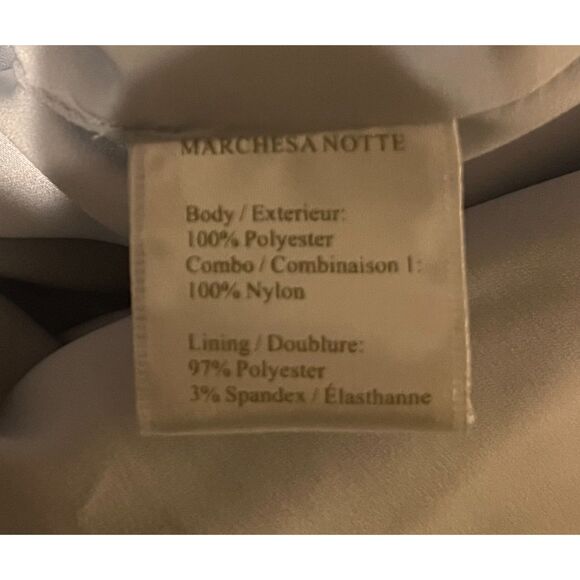 MARCHESA NOTTE
Body / Exterieur:
100% Polyester
Combo / Combinaison 1:
100% Nylon
Lining / Doublure:
97% Polyester
3% Spandex / Élasthanne